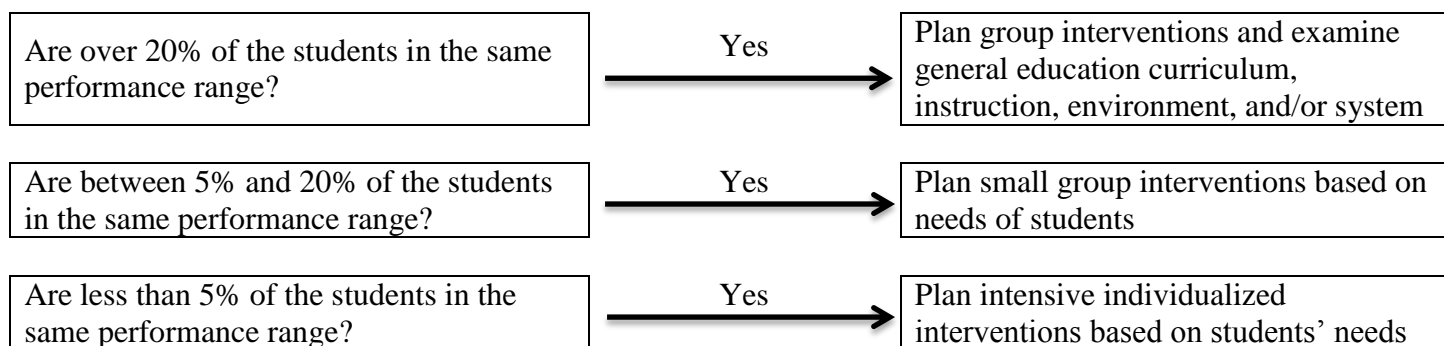 Are over 20% of the students in the same
performance range?
Yes
Plan group interventions and examine
general education curriculum,
instruction, environment, and/or system
Are between 5% and 20% of the students
in the same performance range?
Yes
Plan small group interventions based on
needs of students
Are less than 5% of the students in the
same performance range?
Yes
Plan intensive individualized
interventions based on students’ needs